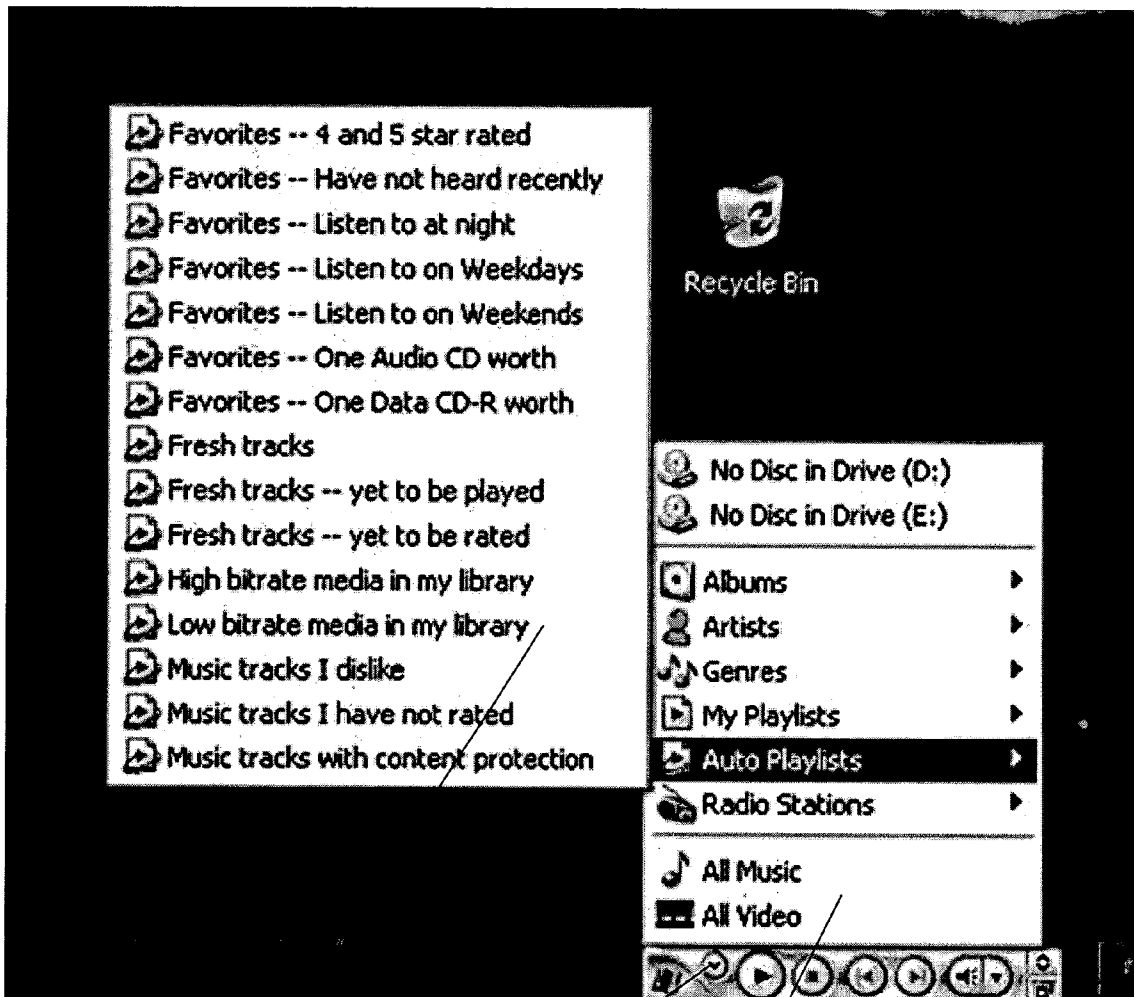 Favorites -- 4 and 5 star rated
Favorites -- Have not heard recently
Favorites -- Listen to at night
Favorites -- Listen to on Weekdays
Favorites -- Listen to on Weekends
Favorites -- One Audio CD worth
Favorites -- One Data CD-R worth
Fresh tracks
Fresh tracks -- yet to be played
Fresh tracks -- yet to be rated
High bitrate media in my library
Low bitrate media in my library
Music tracks I dislike
Music tracks I have not rated
Music tracks with content protection
Recycle Bin
No Disc in Drive (D:)
No Disc in Drive (E:)
Albums
Artists
Genres
My Playlists
Auto Playlists
Radio Stations
All Music
All Video